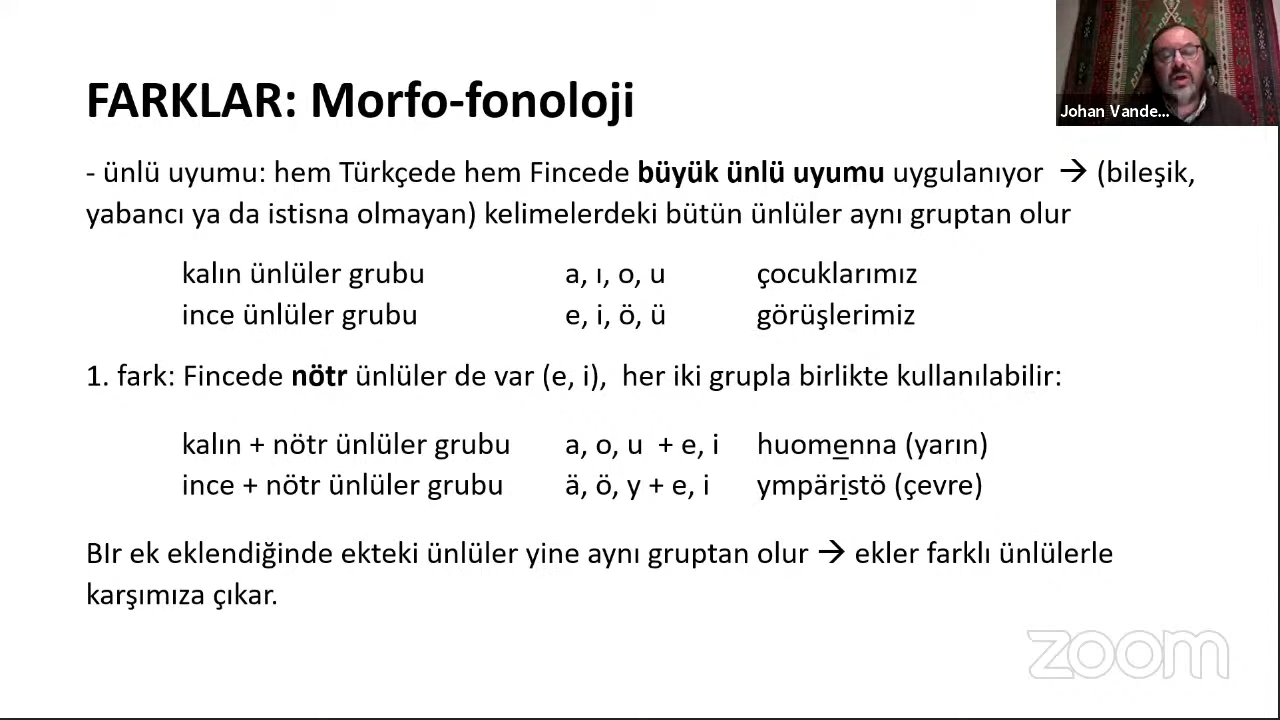 FARKLAR: Morfo-fonoloji
Johan Vande...
- ünlü uyumu: hem Türkçede hem Fincede büyük ünlü uyumu uygulanıyor → (bileşik,
yabancı ya da istisna olmayan) kelimelerdeki bütün ünlüler aynı gruptan olur
kalın ünlüler grubu a, ı, o, u çocuklarımız
ince ünlüler grubu e, i, ö, ü görüşlerimiz
1. fark: Fincede nötr ünlüler de var (e, i), her iki grupla birlikte kullanılabilir:
kalın + nötr ünlüler grubu a, o, u + e, i huomenna (yarın)
ince + nötr ünlüler grubu ä, ö, y + e, i ympäristö (çevre)
BIr ek eklendiğinde ekteki ünlüler yine aynı gruptan olur → ekler farklı ünlülerle
karşımıza çıkar.
zoom